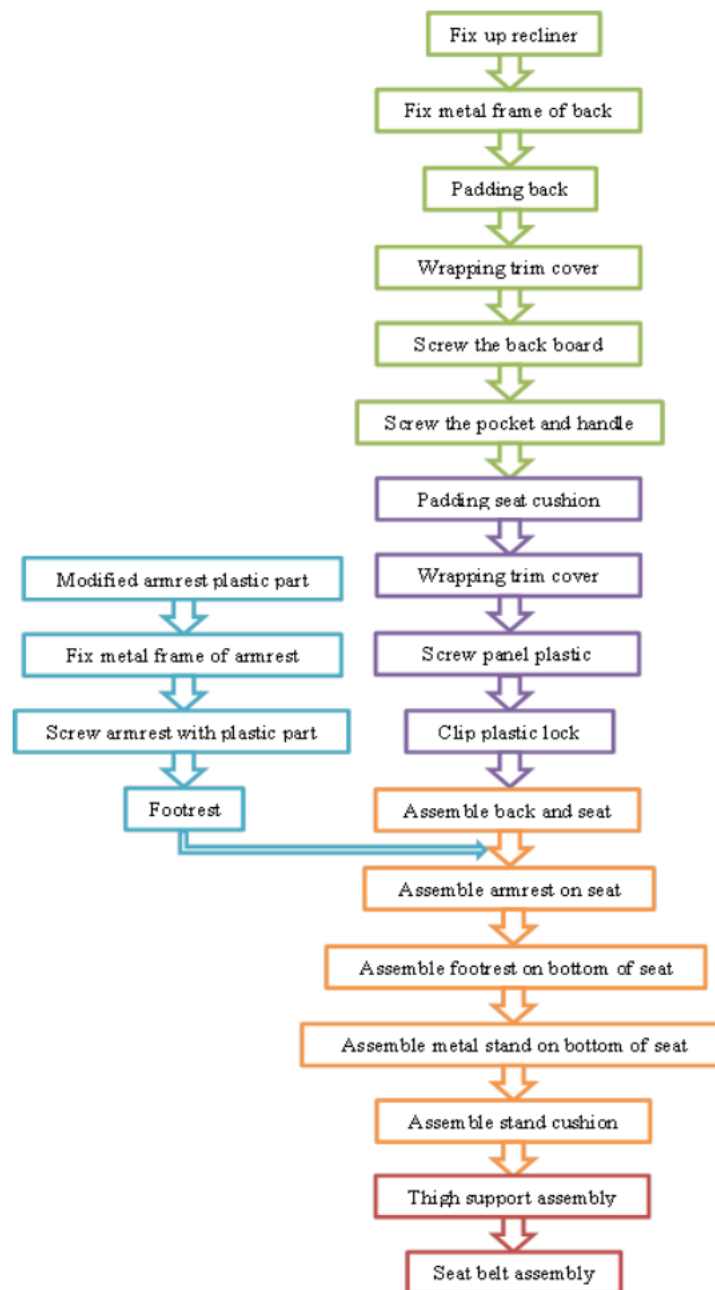 Fix up recliner
Fix metal frame of back
Padding back
Wrapping trim cover
Screw the back board
Screw the pocket and handle
Padding seat cushion
Wrapping trim cover
Screw panel plastic
Clip plastic lock
Modified armrest plastic part
Fix metal frame of armrest
Screw armrest with plastic part
Footrest
Assemble back and seat
Assemble armrest on seat
Assemble footrest on bottom of seat
Assemble metal stand on bottom of seat
Assemble stand cushion
Thigh support assembly
Seat belt assembly